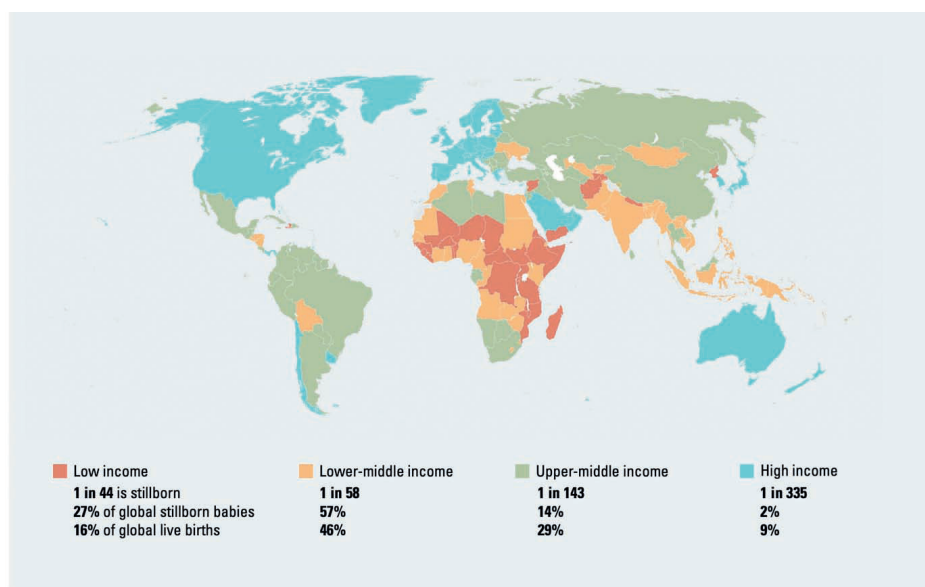 Low income
1 in 44 is stillborn
27% of global stillborn babies
16% of global live births
Lower-middle income
1 in 58
57%
46%
Upper-middle income
1 in 143
14%
29%
High income
1 in 335
2%
9%